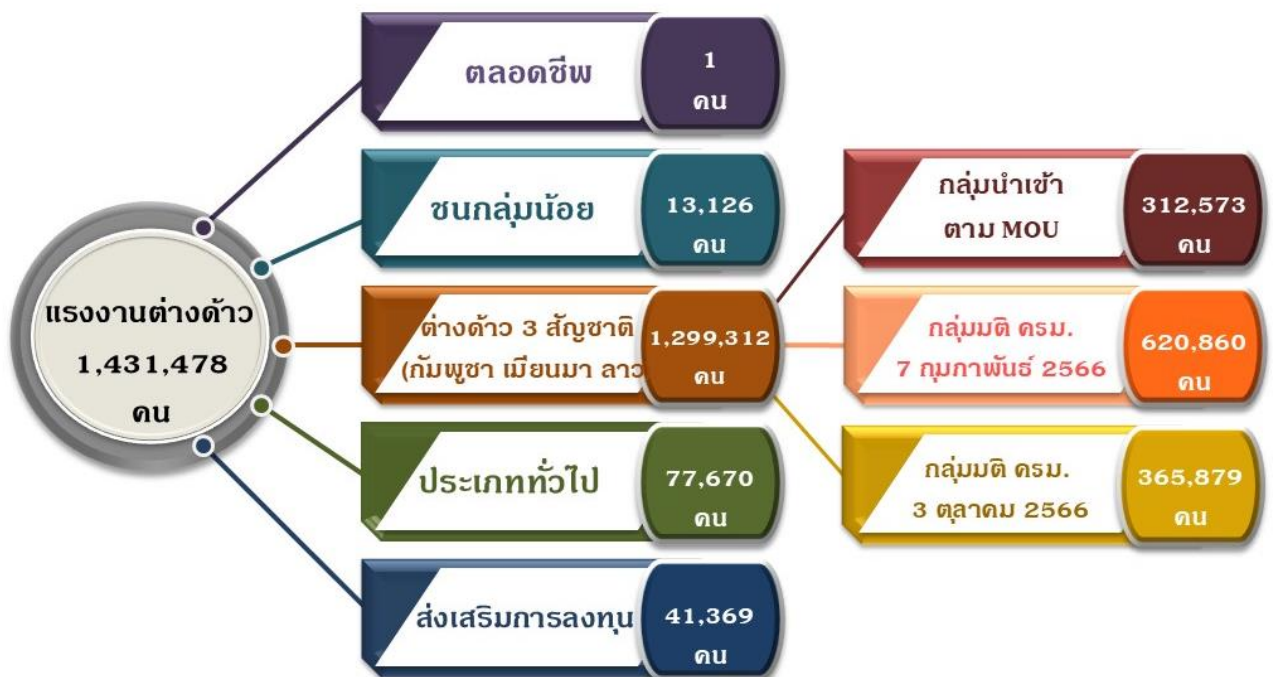 แรงงานต่างด้าว
1,431,478
คน
ตลอดชีพ
1
คน
ชนกลุ่มน้อย
13,126
คน
ต่างด้าว 3 สัญชาติ
(กัมพูชา เมียนมา ลาว
1,299,312
คน
ประเภททั่วไป
77,670
คน
ส่งเสริมการลงทุน
41,369
คน
กลุ่มนำเข้า
ตาม MOU
312,573
คน
กลุ่มมติ ครม.
7 กุมภาพันธ์ 2566
620,860
คน
กลุ่มมติ ครม.
3 ตุลาคม 2566
365,879
คน